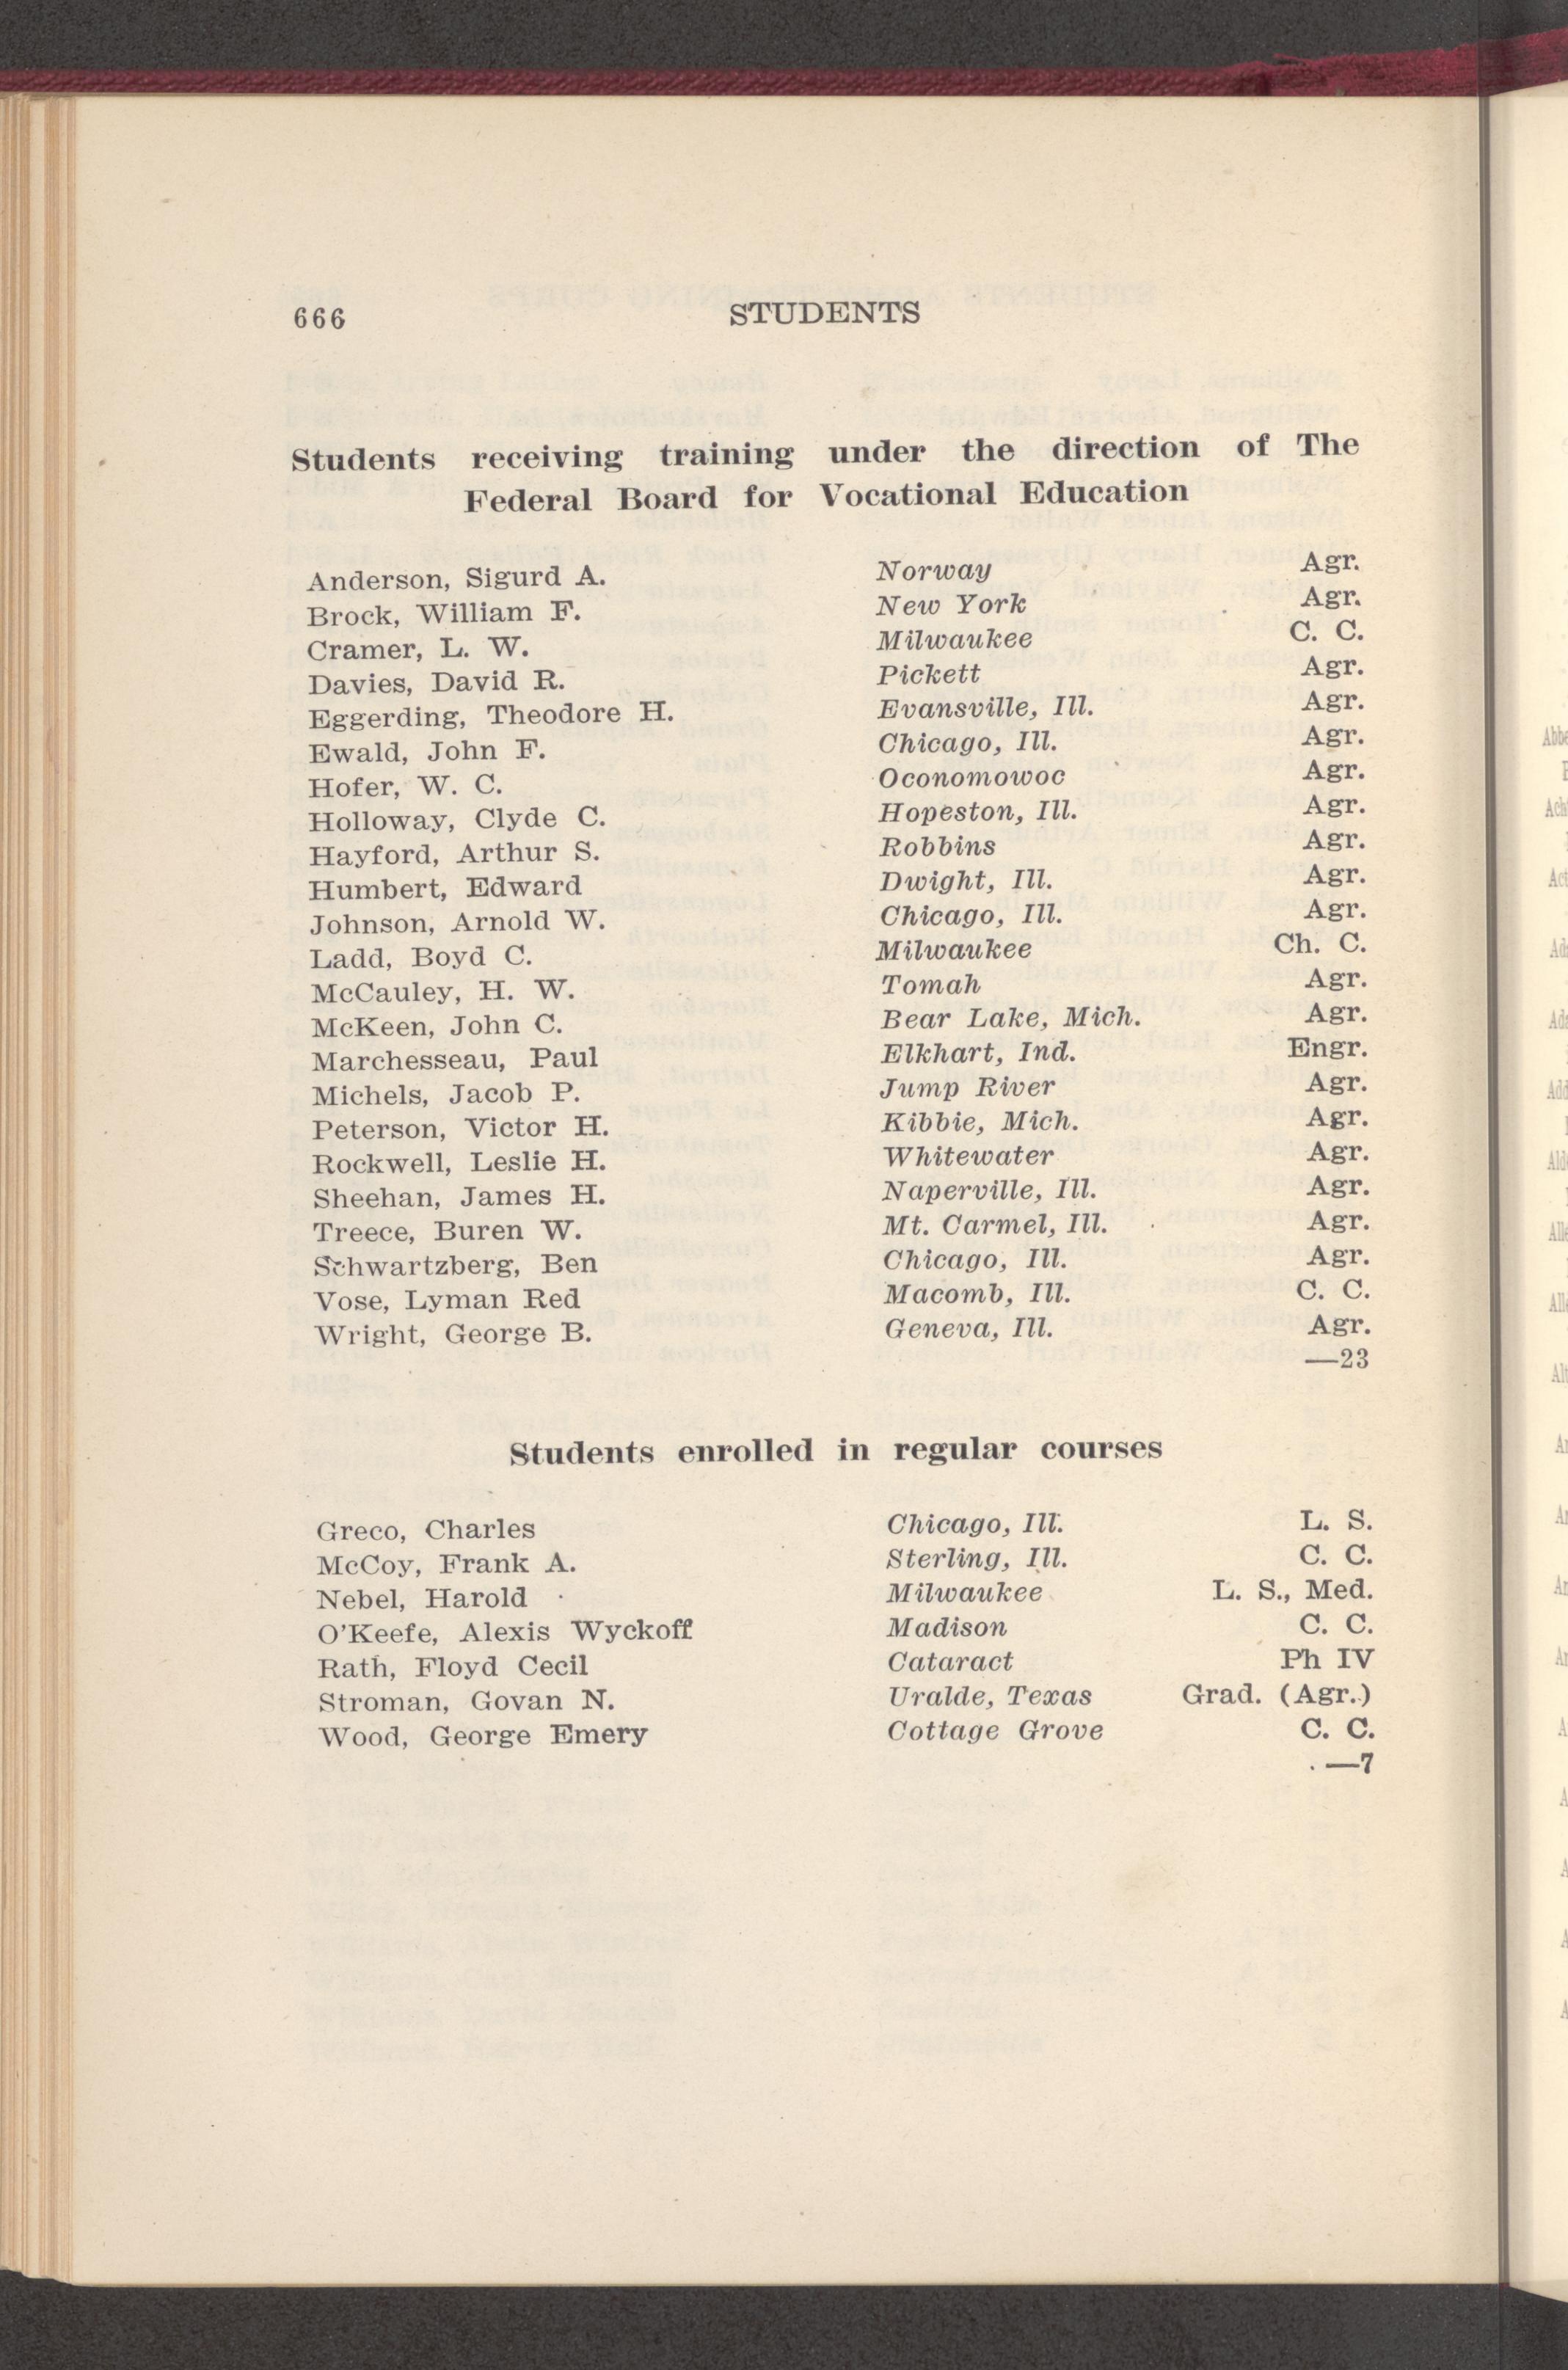 666 STUDENTS
Students receiving training under the direction of The
Federal Board for Vocational Education
Anderson, Sigurd A. Norway Agr.
Brock, William F. New York Agr.
Cramer, L. W. Milwaukee C. C.
Davies, David R. Pickett Agr.
Eggerding, Theodore H. Evansville, Ill. Agr.
Ewald, John F. Chicago, Ill. Agr.
Hofer, W. C. Oconomowoc Agr.
Holloway, Clyde C. Hopeston, Ill. Agr.
Hayford, Arthur S. Robbins Agr.
Humbert, Edward Dwight, Ill. Agr.
Johnson, Arnold W. Chicago, Ill. Agr.
Ladd, Boyd C. Milwaukee Ch. C.
McCauley, H. W. Tomah Agr.
McKeen, John C. Bear Lake, Mich. Agr.
Marchesseau, Paul Elkhart, Ind. Engr.
Michels, Jacob P. Jump River Agr.
Peterson, Victor H. Kibbie, Mich. Agr.
Rockwell, Leslie H. Whitewater Agr.
Sheehan, James H. Naperville, Ill. Agr.
Treece, Buren W. Mt. Carmel, Ill. Agr.
Schwartzberg, Ben Chicago, Ill. Agr.
Vose, Lyman Red Macomb, Ill. C. C.
Wright, George B. Geneva, Ill. Agr.
—23
Students enrolled in regular courses
Greco, Charles Chicago, Ill. L. S.
McCoy, Frank A. Sterling, Ill. C. C.
Nebel, Harold Milwaukee L. S., Med.
O'Keefe, Alexis Wyckoff Madison C. C.
Rath, Floyd Cecil Cataract Ph IV
Stroman, Govan N. Uralde, Texas Grad. (Agr.)
Wood, George Emery Cottage Grove C. C.
—7